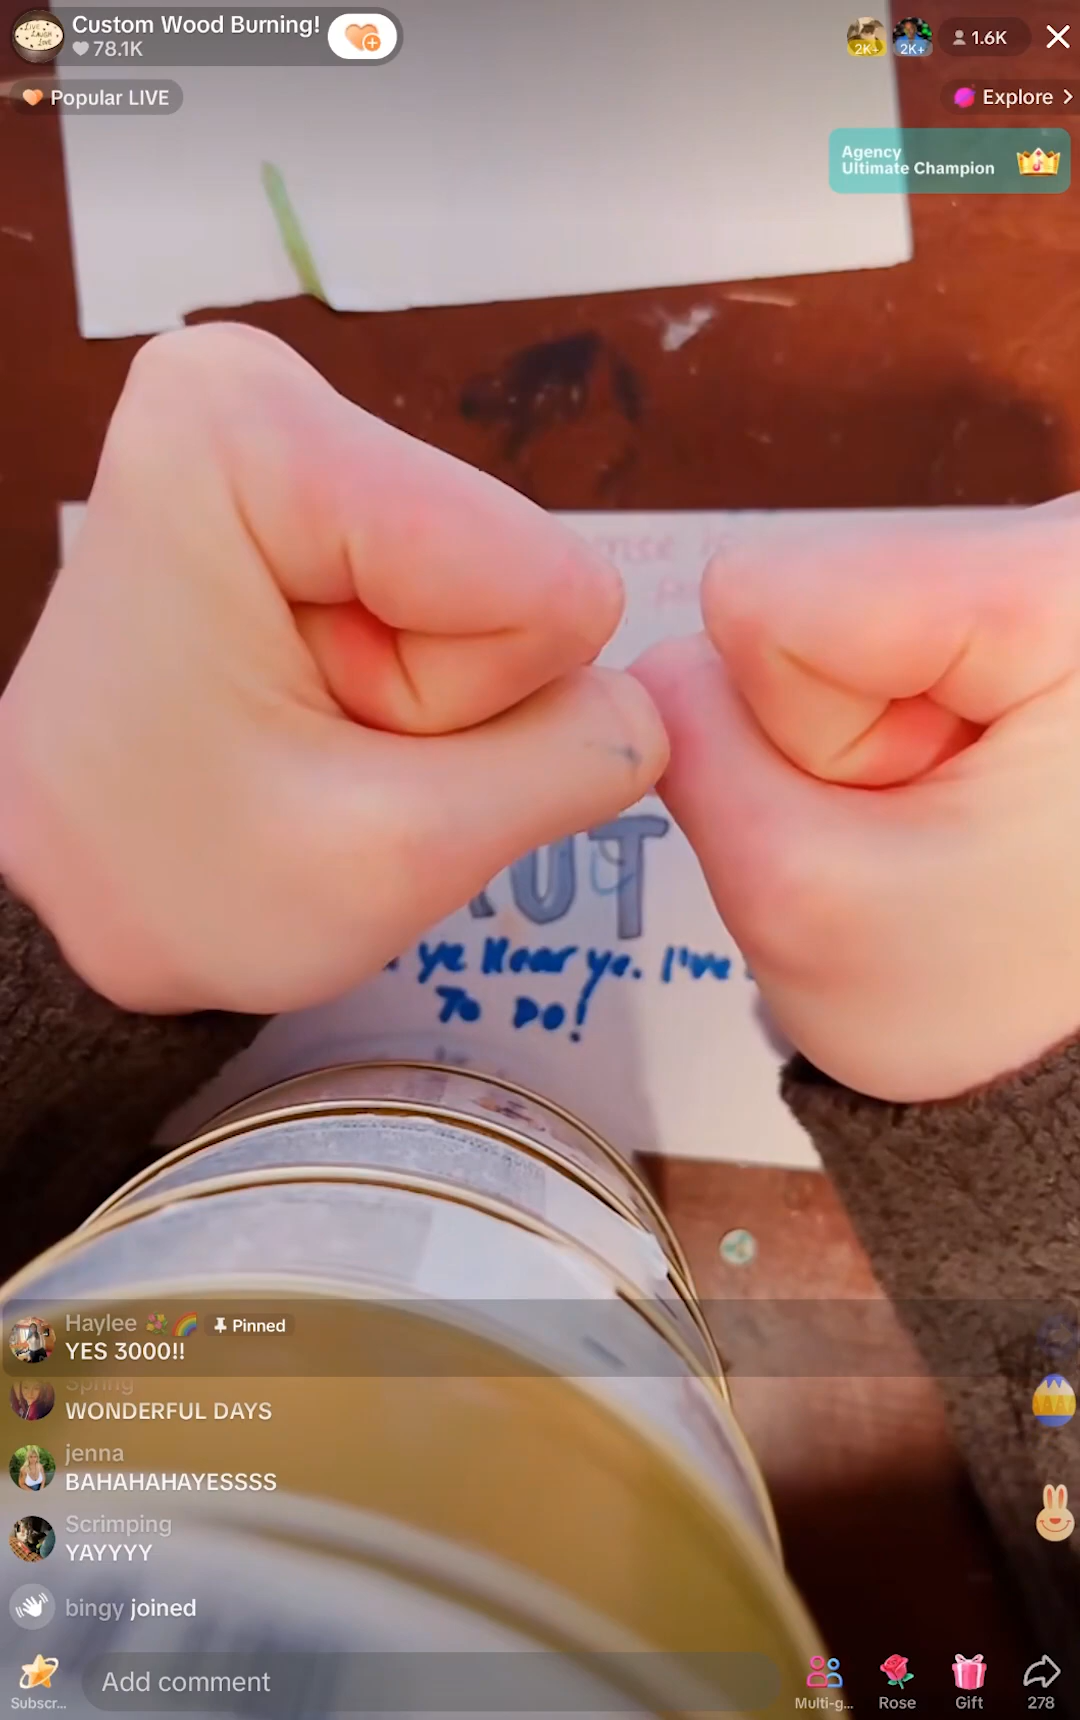 Custom Wood Burning!
78.1K
2K+
2K+
1.6K
Popular LIVE
Explore
Agency
Ultimate Champion
UT
ye Hear ye. I've
To Do!
Haylee
Pinned
YES 3000!!
Spring
WONDERFUL DAYS
jenna
BAHAHAHAYESSSS
Scrimping
YAYYYY
bingy joined
Add comment
Subscr...
Multi-g...
Rose
Gift
278